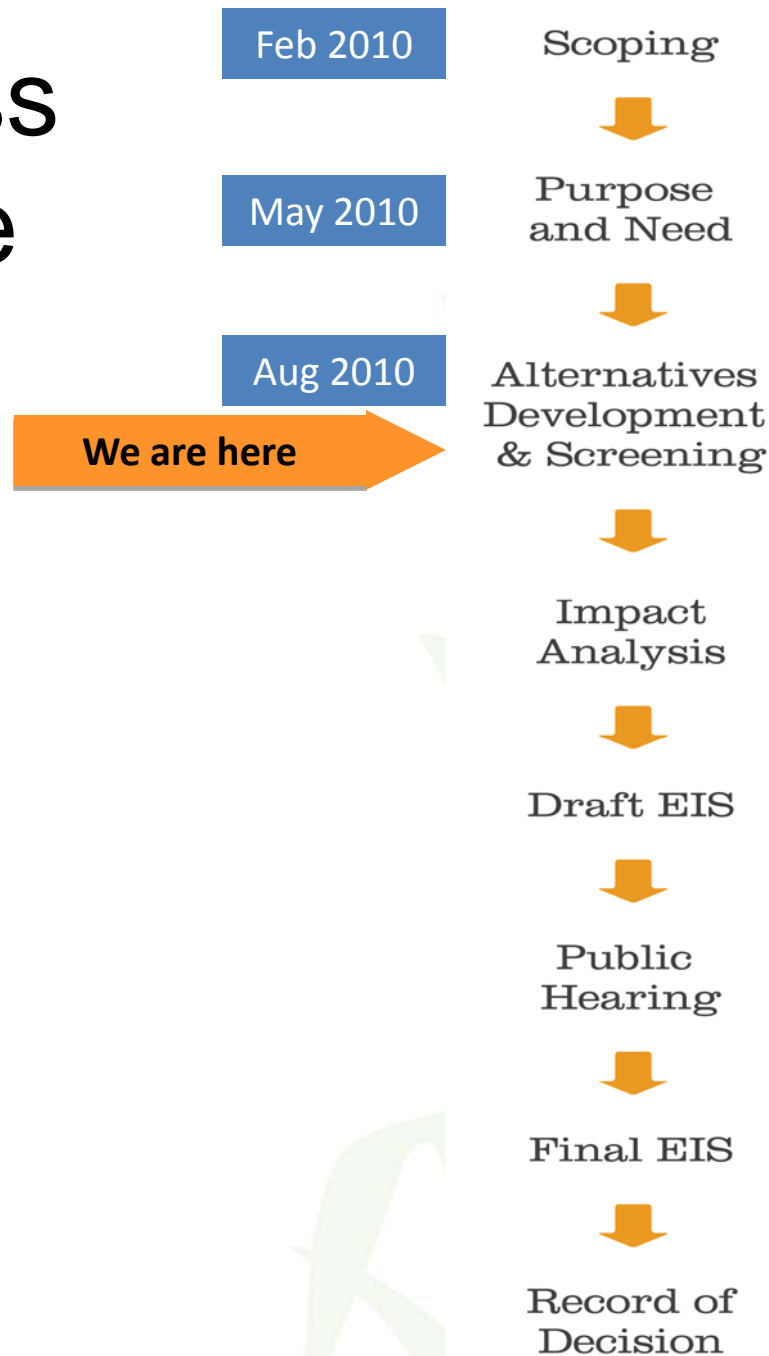 Feb 2010
Scoping
May 2010
Purpose
and Need
Aug 2010
Alternatives
Development
& Screening
We are here
Impact
Analysis
Draft EIS
Public
Hearing
Final EIS
Record of
Decision